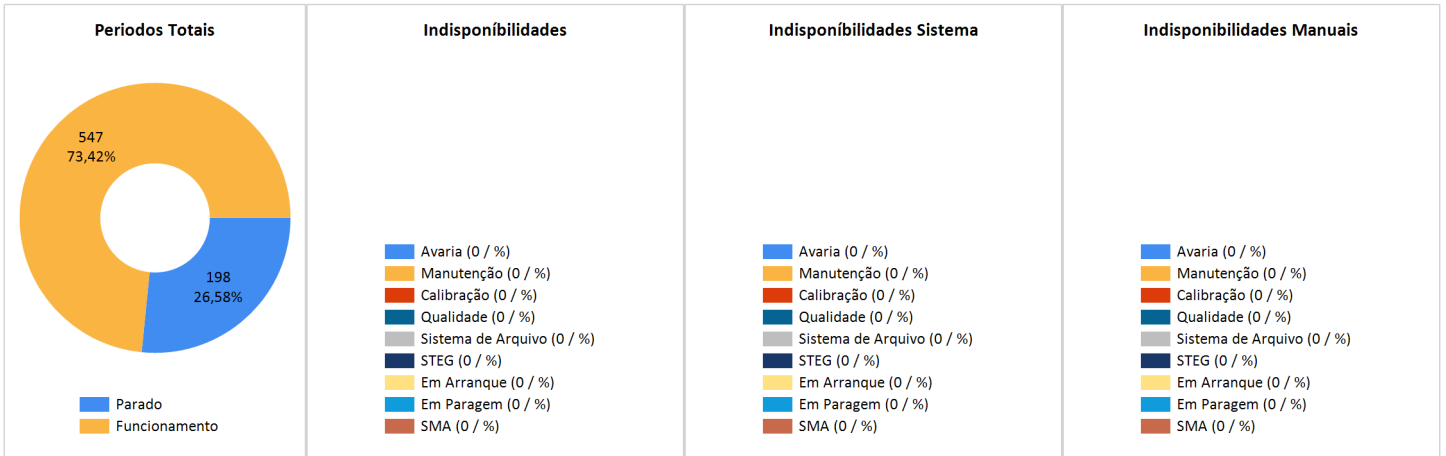 Periodos Totais
547
73,42%
198
26,58%
Parado
Funcionamento
Indisponíbilidades
Avaria (0 / %)
Manutenção (0 / %)
Calibração (0 / %)
Qualidade (0 / %)
Sistema de Arquivo (0 / %)
STEG (0 / %)
Em Arranque (0 / %)
Em Paragem (0 / %)
SMA (0 / %)
Indisponíbilidades Sistema
Avaria (0 / %)
Manutenção (0 / %)
Calibração (0 / %)
Qualidade (0 / %)
Sistema de Arquivo (0 / %)
STEG (0 / %)
Em Arranque (0 / %)
Em Paragem (0 / %)
SMA (0 / %)
Indisponíbilidades Manuais
Avaria (0 / %)
Manutenção (0 / %)
Calibração (0 / %)
Qualidade (0 / %)
Sistema de Arquivo (0 / %)
STEG (0 / %)
Em Arranque (0 / %)
Em Paragem (0 / %)
SMA (0 / %)